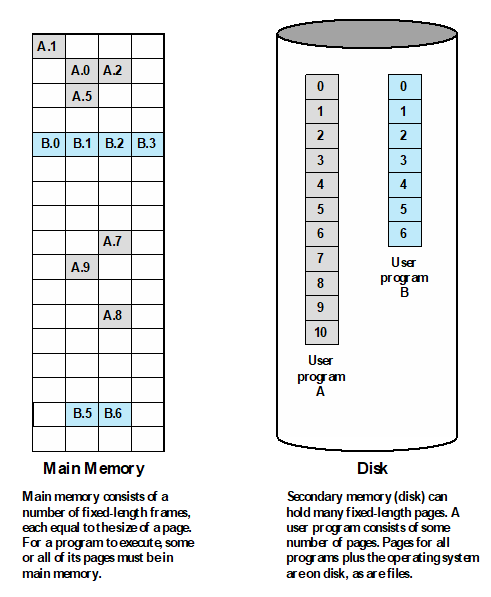 A.1
A.0 A.2
A.5
B.0 B.1 B.2 B.3
A.7
A.9
A.8
B.5 B.6
Main Memory
Main memory consists of a
number of fixed-length frames,
each equal to the size of a page.
For a program to execute, some
or all of its pages must be in
main memory.
0
1
2
3
4
5
6
7
8
9
10
User
program
A
0
1
2
3
4
5
6
User
program
B
Disk
Secondary memory (disk) can
hold many fixed-length pages. A
user program consists of some
number of pages. Pages for all
programs plus the operating system
are on disk, as are files.